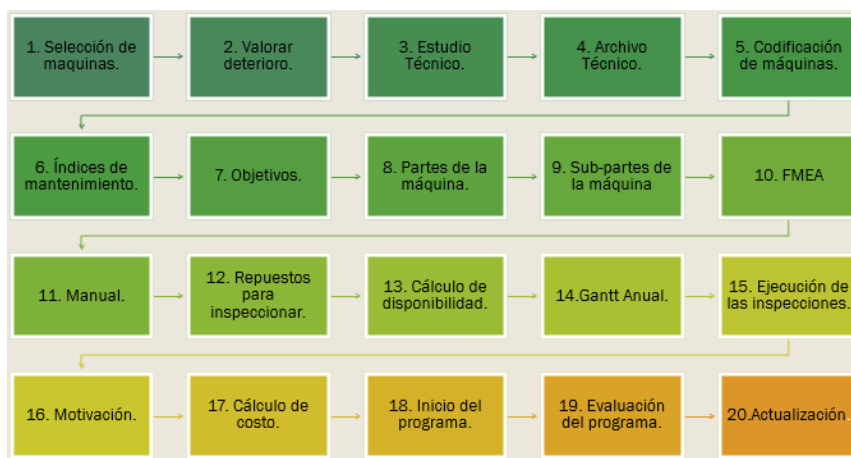 1. Selección de
maquinas.
2. Valorar
deterioro.
3. Estudio
Técnico.
4. Archivo
Técnico.
5. Codificación
de máquinas.
6. Índices de
mantenimiento.
7. Objetivos.
8. Partes de la
máquina.
9. Sub-partes de
la máquina
10. FMEA
11. Manual.
12. Repuestos
para
inspeccionar.
13. Cálculo de
disponibilidad.
14.Gantt Anual.
15. Ejecución de
las inspecciones.
16. Motivación.
17. Cálculo de
costo.
18. Inicio del
programa.
19. Evaluación
del programa.
20.Actualización.